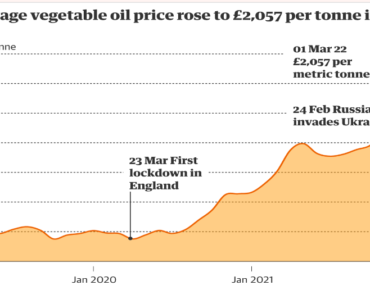 age vegetable oil price rose to £2,057 per tonne i
nne
01 Mar 22
£2,057 per
metric tonne
24 Feb Russia
invades Ukra
23 Mar First
lockdown in
England
Jan 2020
Jan 2021